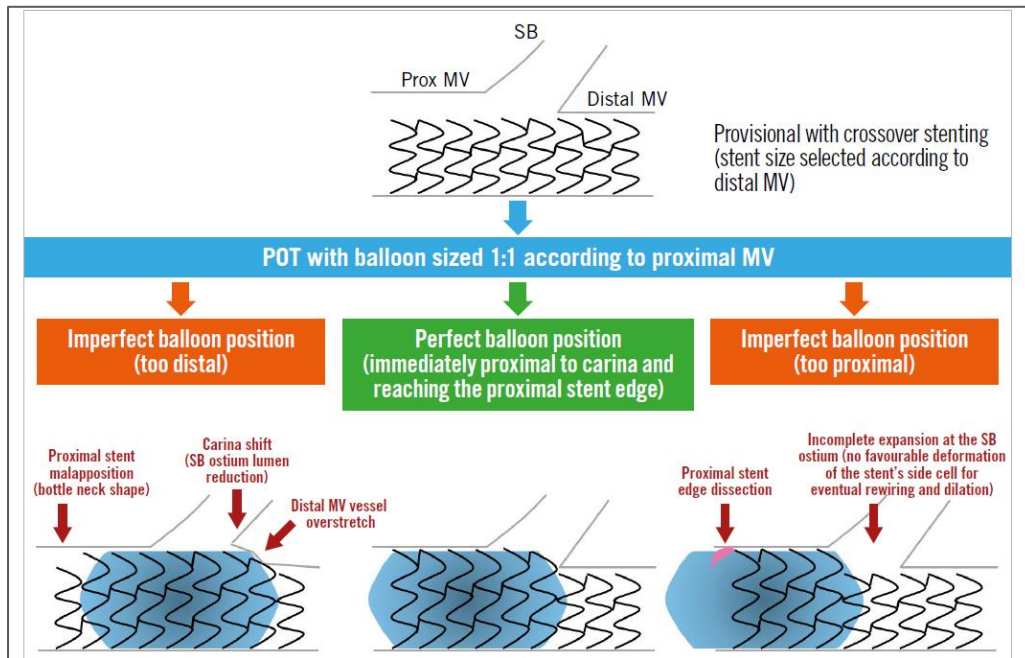 SB
Prox MV
Distal MV
Provisional with crossover stenting
(stent size selected according to
distal MV)
POT with balloon sized 1:1 according to proximal MV
Imperfect balloon position
(too distal)
Perfect balloon position
(immediately proximal to carina and
reaching the proximal stent edge)
Imperfect balloon position
(too proximal)
Proximal stent
malapposition
(bottle neck shape)
Carina shift
(SB ostium lumen
reduction)
Distal MV vessel
overstretch
Proximal stent
edge dissection
Incomplete expansion at the SB
ostium (no favourable deformation
of the stent's side cell for
eventual rewiring and dilation)